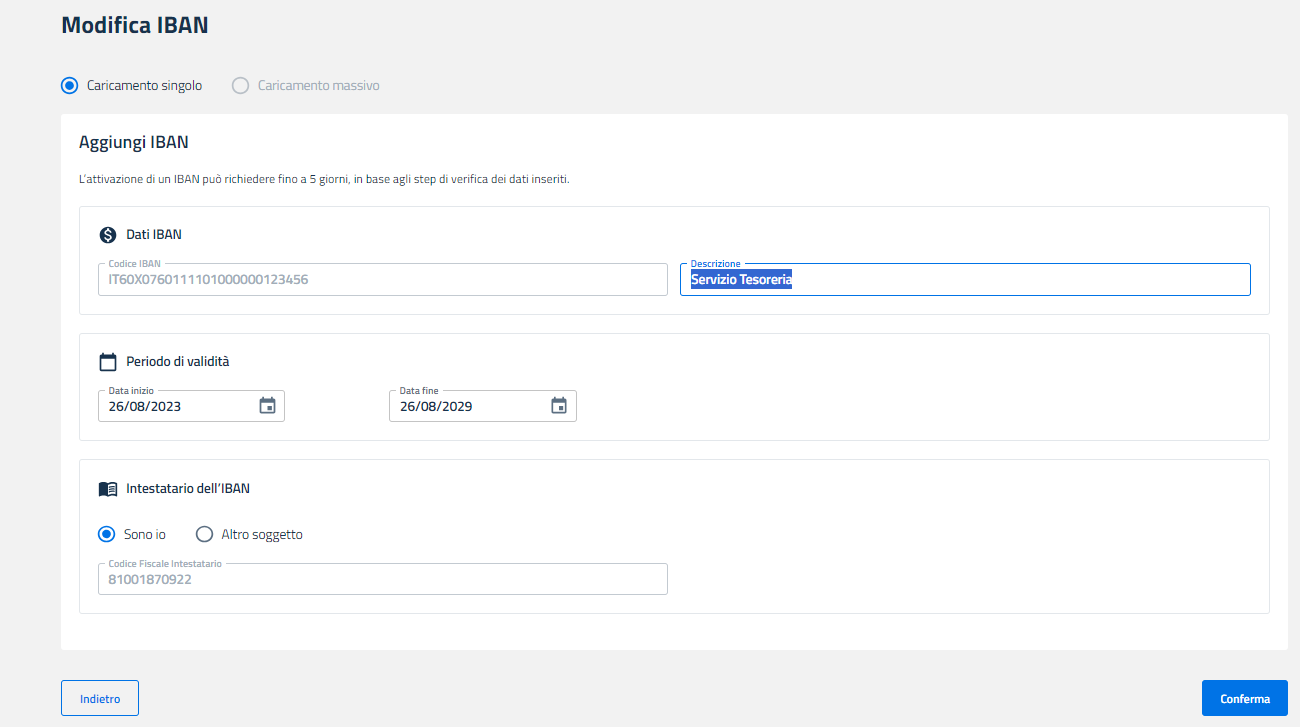 Modifica IBAN
Caricamento singolo Caricamento massivo
Aggiungi IBAN
L'attivazione di un IBAN può richiedere fino a 5 giorni, in base agli step di verifica dei dati inseriti.
Dati IBAN
Codice IBAN Descrizione
IT60X0760111101000000123456 Servizio Tesoreria
Periodo di validità
Data inizio Data fine
26/08/2023 26/08/2029
Intestatario dell'IBAN
Sono io Altro soggetto
Codice Fiscale Intestatario
81001870922
Indietro Conferma